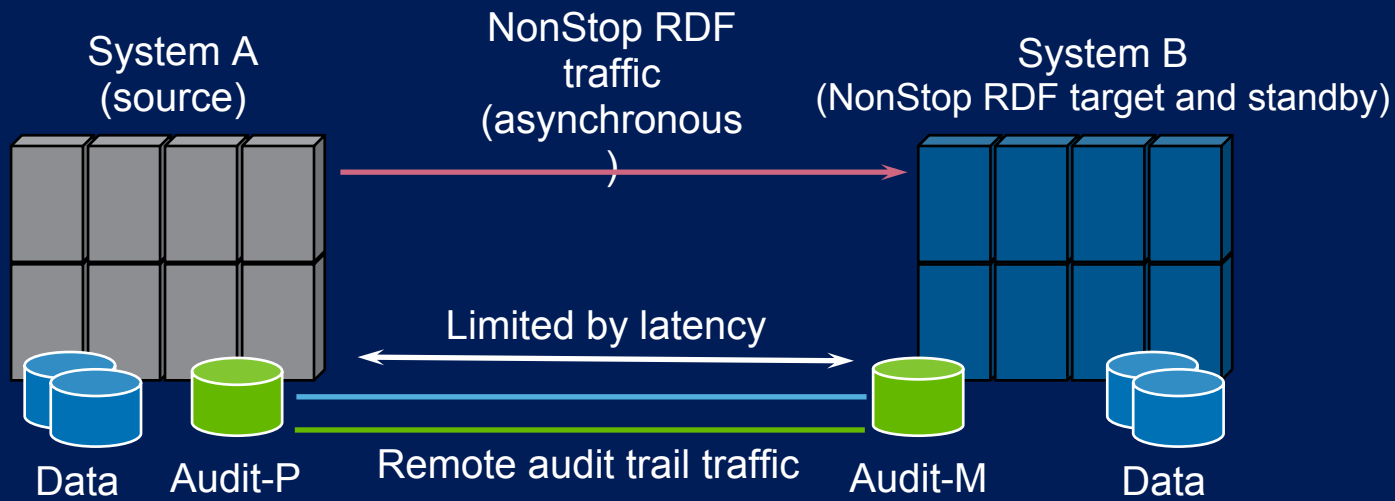 System A
(source)
NonStop RDF
traffic
(asynchronous
)
System B
(NonStop RDF target and standby)
Limited by latency
Remote audit trail traffic
Data
Audit-P
Audit-M
Data